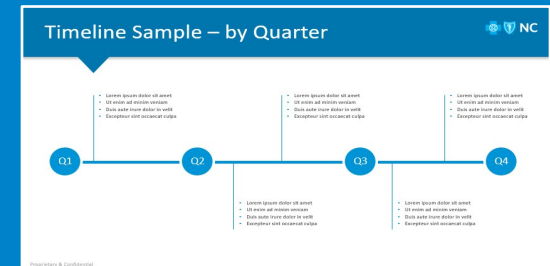 Timeline Sample – by Quarter
NC
• Lorem ipsum dolor sit amet
• Ut enim ad minim veniam
• Duis aute irure dolor in velit
• Excepteur sint occaecat culpa
• Lorem ipsum dolor sit amet
• Ut enim ad minim veniam
• Duis aute irure dolor in velit
• Excepteur sint occaecat culpa
• Lorem ipsum dolor sit amet
• Ut enim ad minim veniam
• Duis aute irure dolor in velit
• Excepteur sint occaecat culpa
Q1
Q2
Q3
Q4
• Lorem ipsum dolor sit amet
• Ut enim ad minim veniam
• Duis aute irure dolor in velit
• Excepteur sint occaecat culpa
• Lorem ipsum dolor sit amet
• Ut enim ad minim veniam
• Duis aute irure dolor in velit
• Excepteur sint occaecat culpa
Proprietary & Confidential